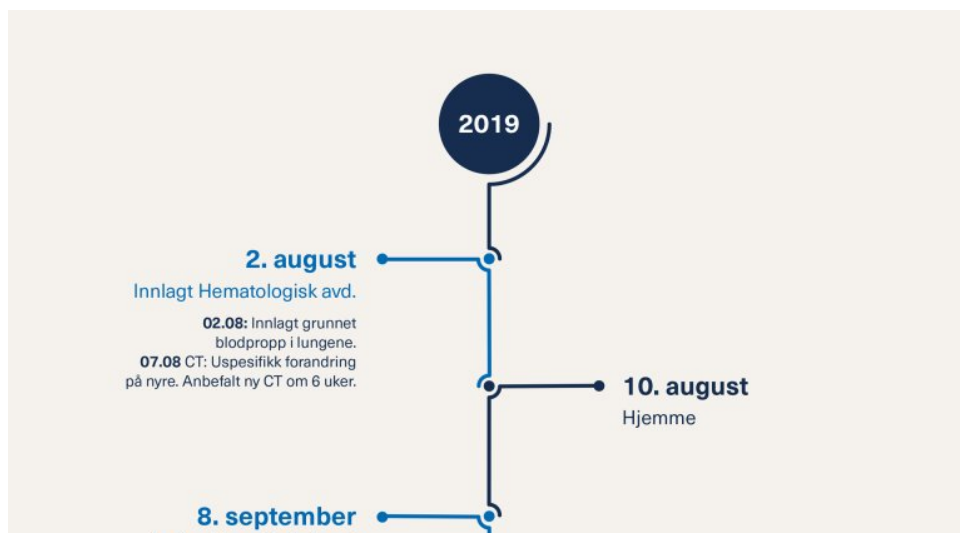 2019
2. august
Innlagt Hematologisk avd.
02.08: Innlagt grunnet
blodpropp i lungene.
07.08 CT: Uspesifikk forandring
på nyre. Anbefalt ny CT om 6 uker.
10. august
Hjemme
8. september